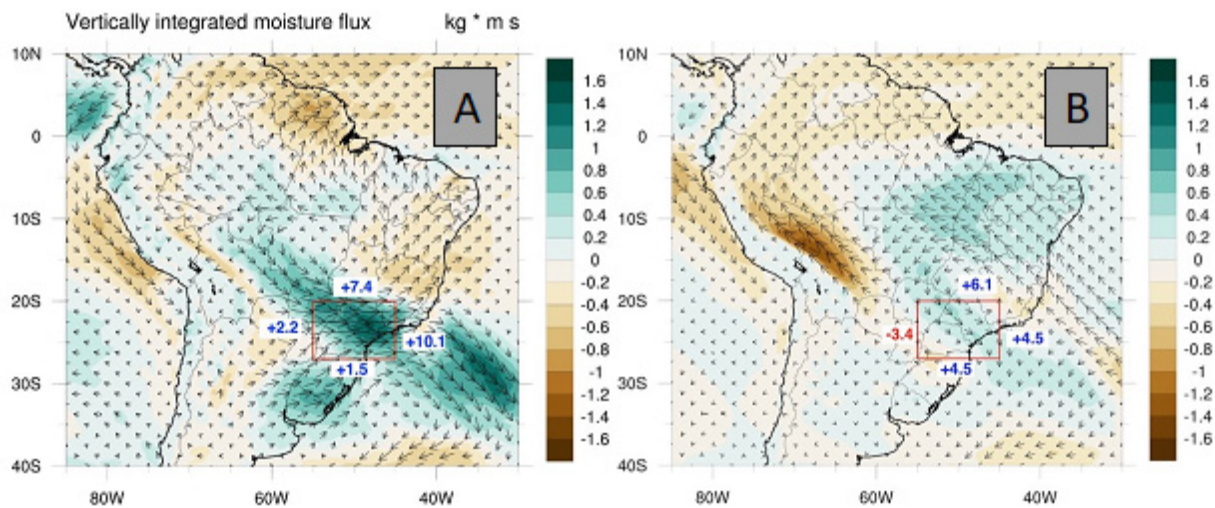 Vertically integrated moisture flux kg * m s
10N
0
10S
20S
30S
40S
80W 60W 40W
A
+7.4
+2.2
+10.1
+1.5
1.6
1.4
1.2
1
0.8
0.6
0.4
0.2
0
-0.2
-0.4
-0.6
-0.8
-1
-1.2
-1.4
-1.6
10N
0
10S
20S
30S
40S
80W 60W 40W
B
+6.1
-3.4
+4.5
+4.5
1.6
1.4
1.2
1
0.8
0.6
0.4
0.2
0
-0.2
-0.4
-0.6
-0.8
-1
-1.2
-1.4
-1.6